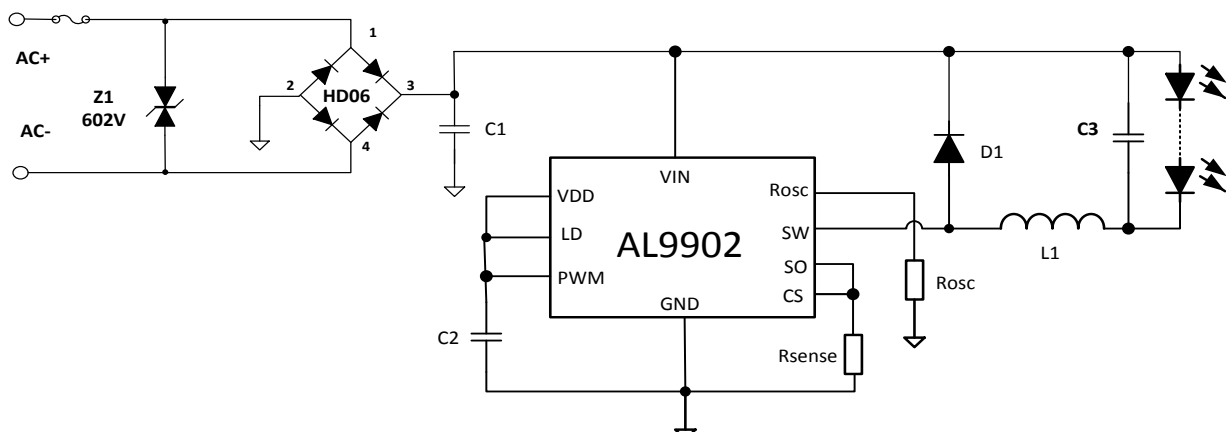 AC+
AC-
Z1
602V
1
2
HD06
3
4
C1
VIN
VDD
LD
PWM
AL9902
GND
Rosc
SW
SO
CS
C2
Rsense
Rosc
D1
L1
C3